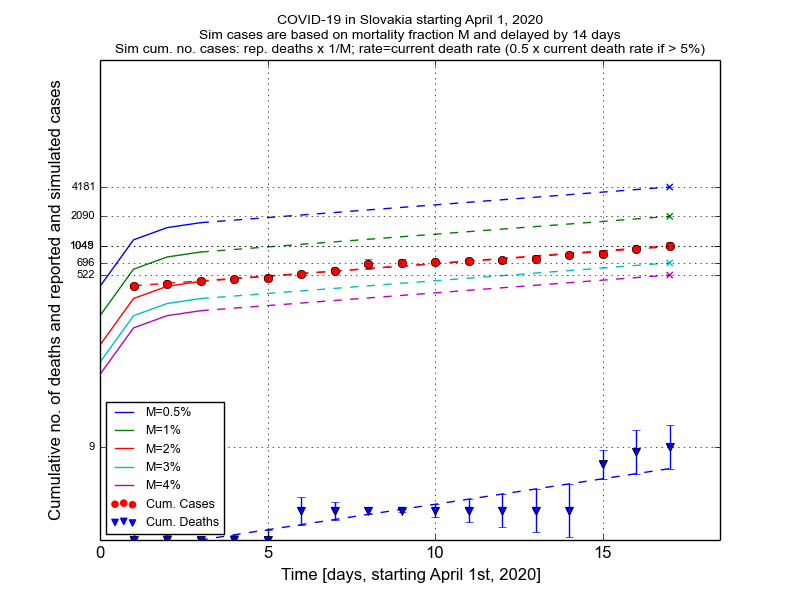 COVID-19 in Slovakia starting April 1, 2020
Sim cases are based on mortality fraction M and delayed by 14 days
Sim cum. no. cases: rep. deaths x 1/M; rate=current death rate (0.5 x current death rate if > 5%)
Cumulative no. of deaths and reported and simulated cases
4181
2090
696
522
9
M=0.5%
M=1%
M=2%
M=3%
M=4%
Cum. Cases
Cum. Deaths
0 5 10 15
Time [days, starting April 1st, 2020]